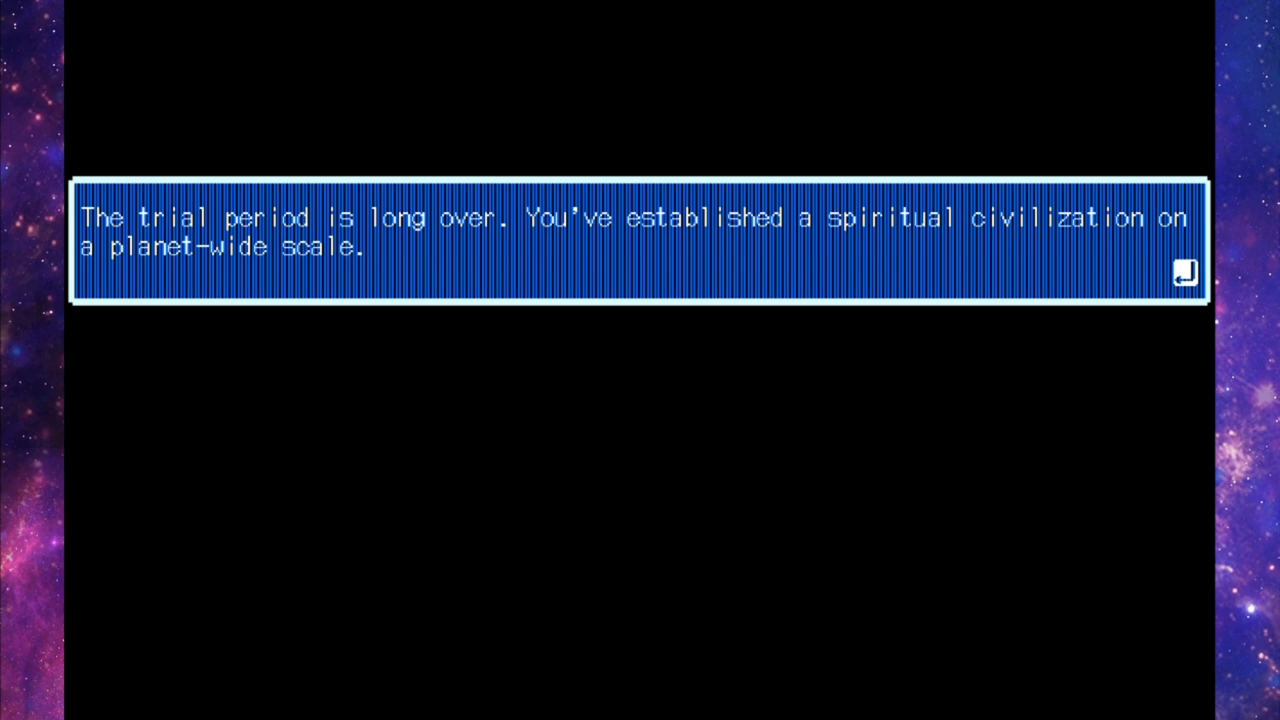 The trial period is long over. You've established a spiritual civilization on
a planet-wide scale.